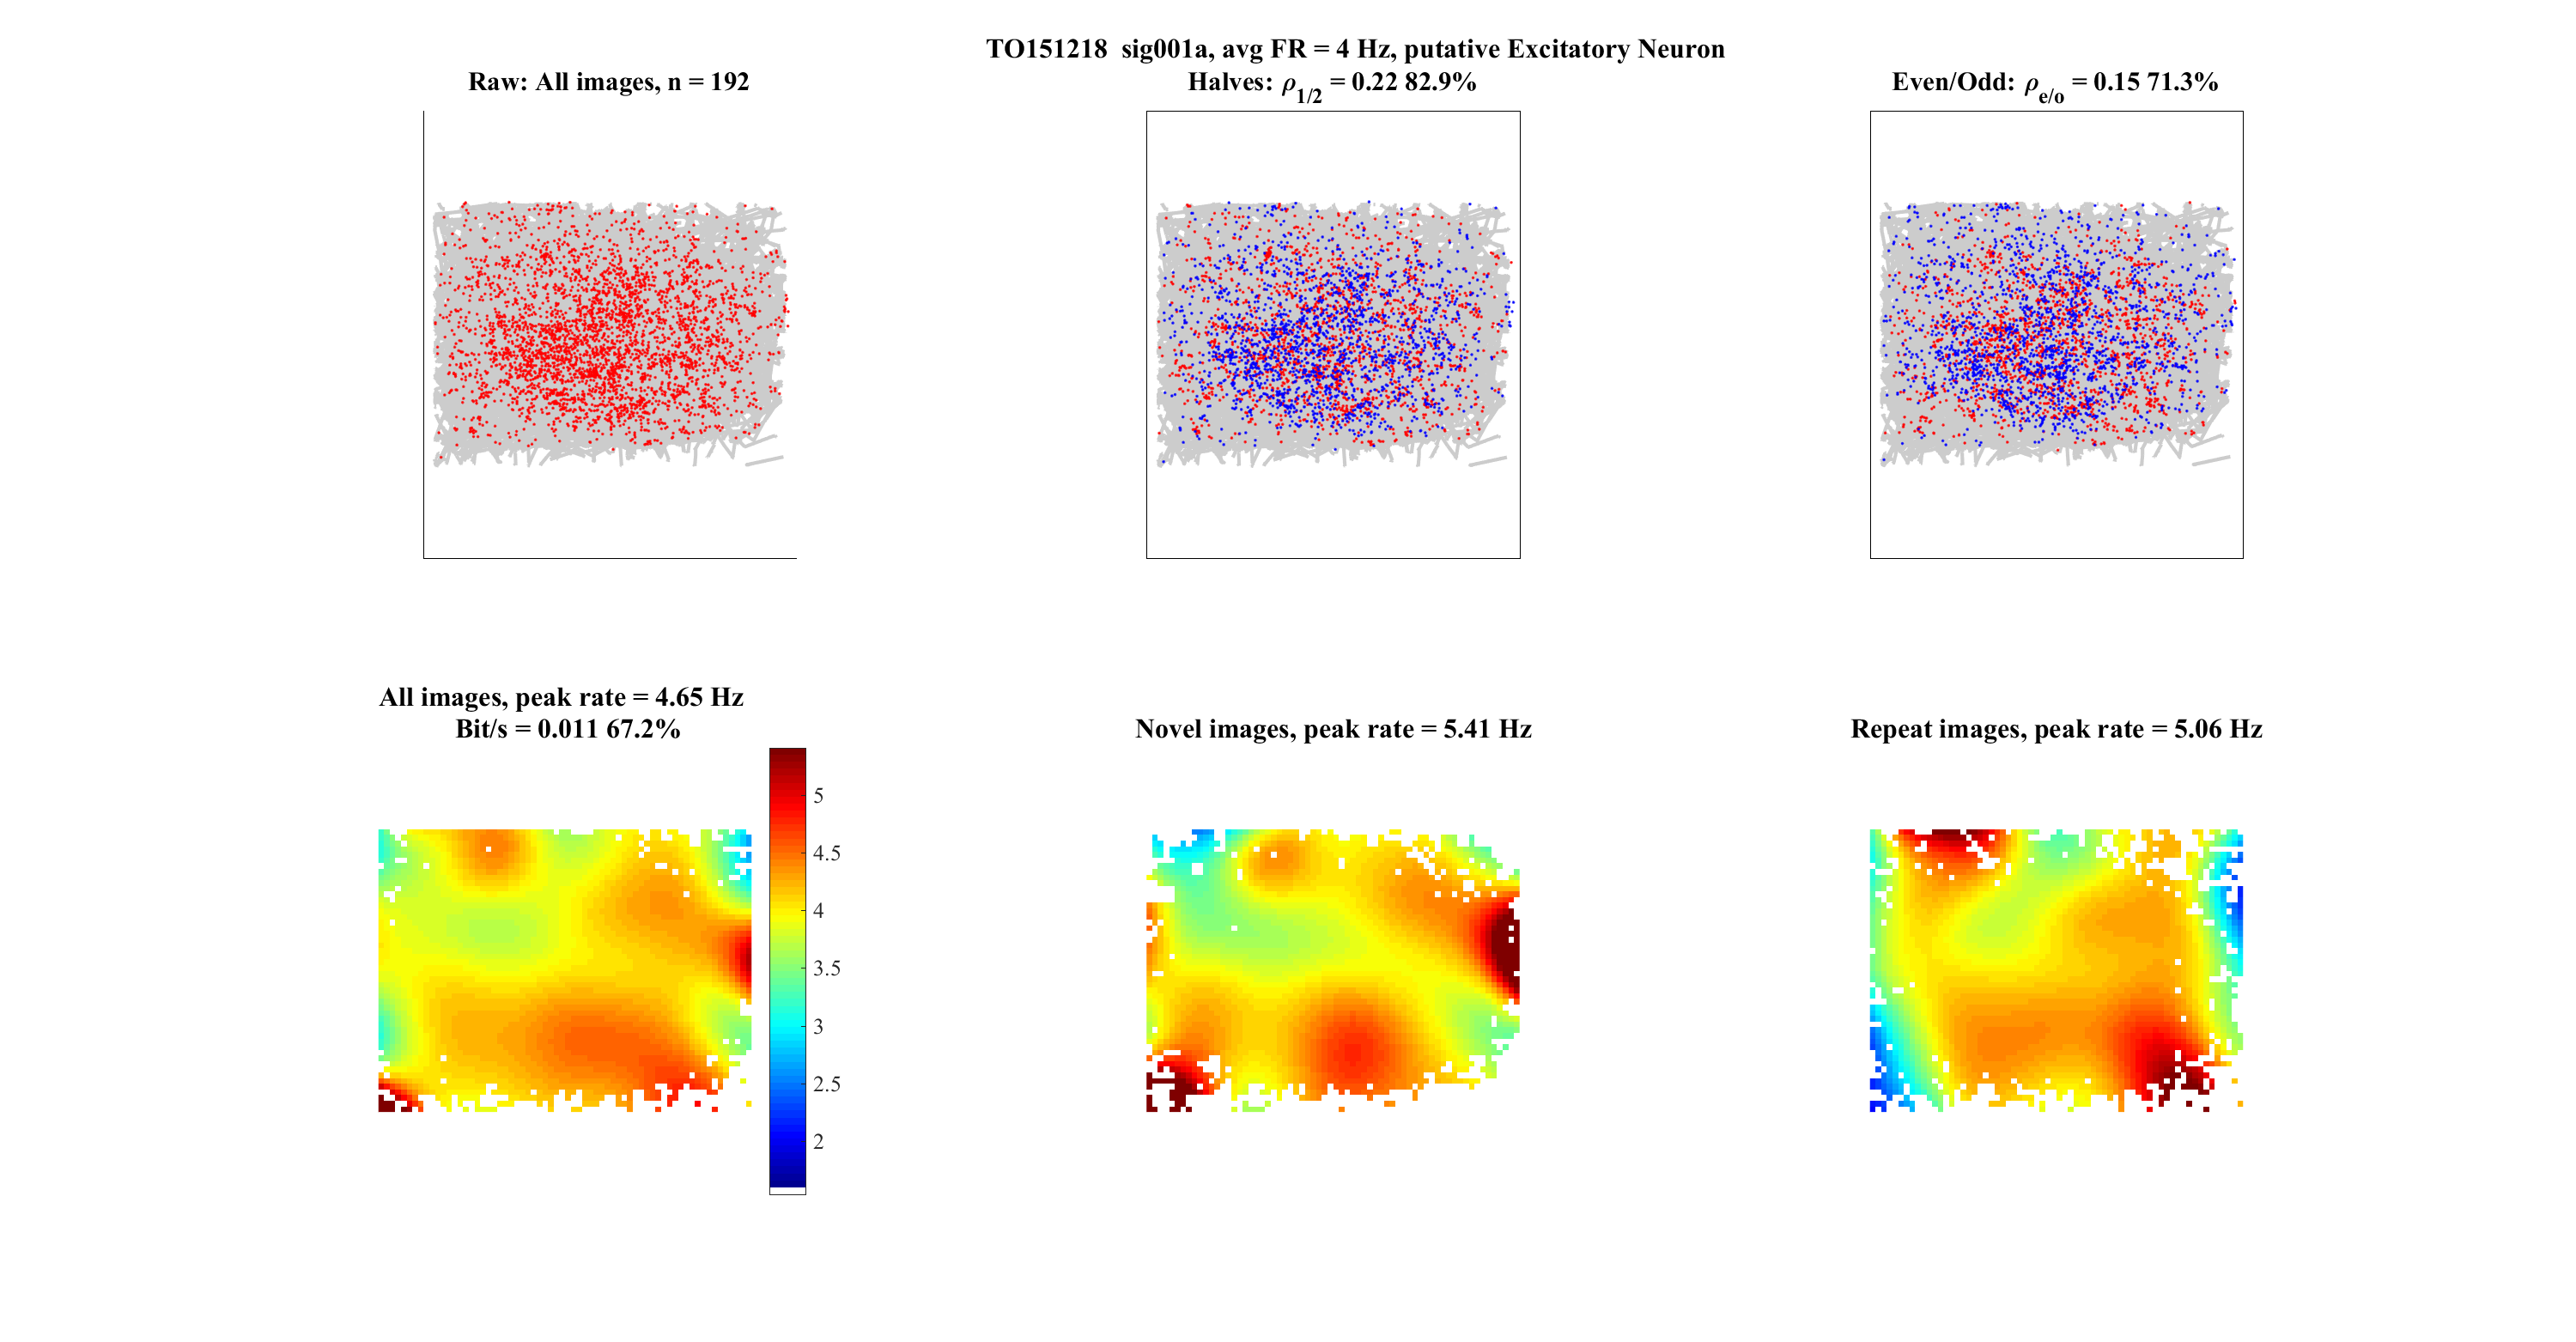 TO151218  sig001a, avg FR = 4 Hz, putative Excitatory Neuron
Raw: All images, n = 192
Halves: ρ1/2 = 0.22 82.9%
Even/Odd: ρe/o = 0.15 71.3%
All images, peak rate = 4.65 Hz
Bit/s = 0.011 67.2%
Novel images, peak rate = 5.41 Hz
Repeat images, peak rate = 5.06 Hz
5
4.5
4
3.5
3
2.5
2